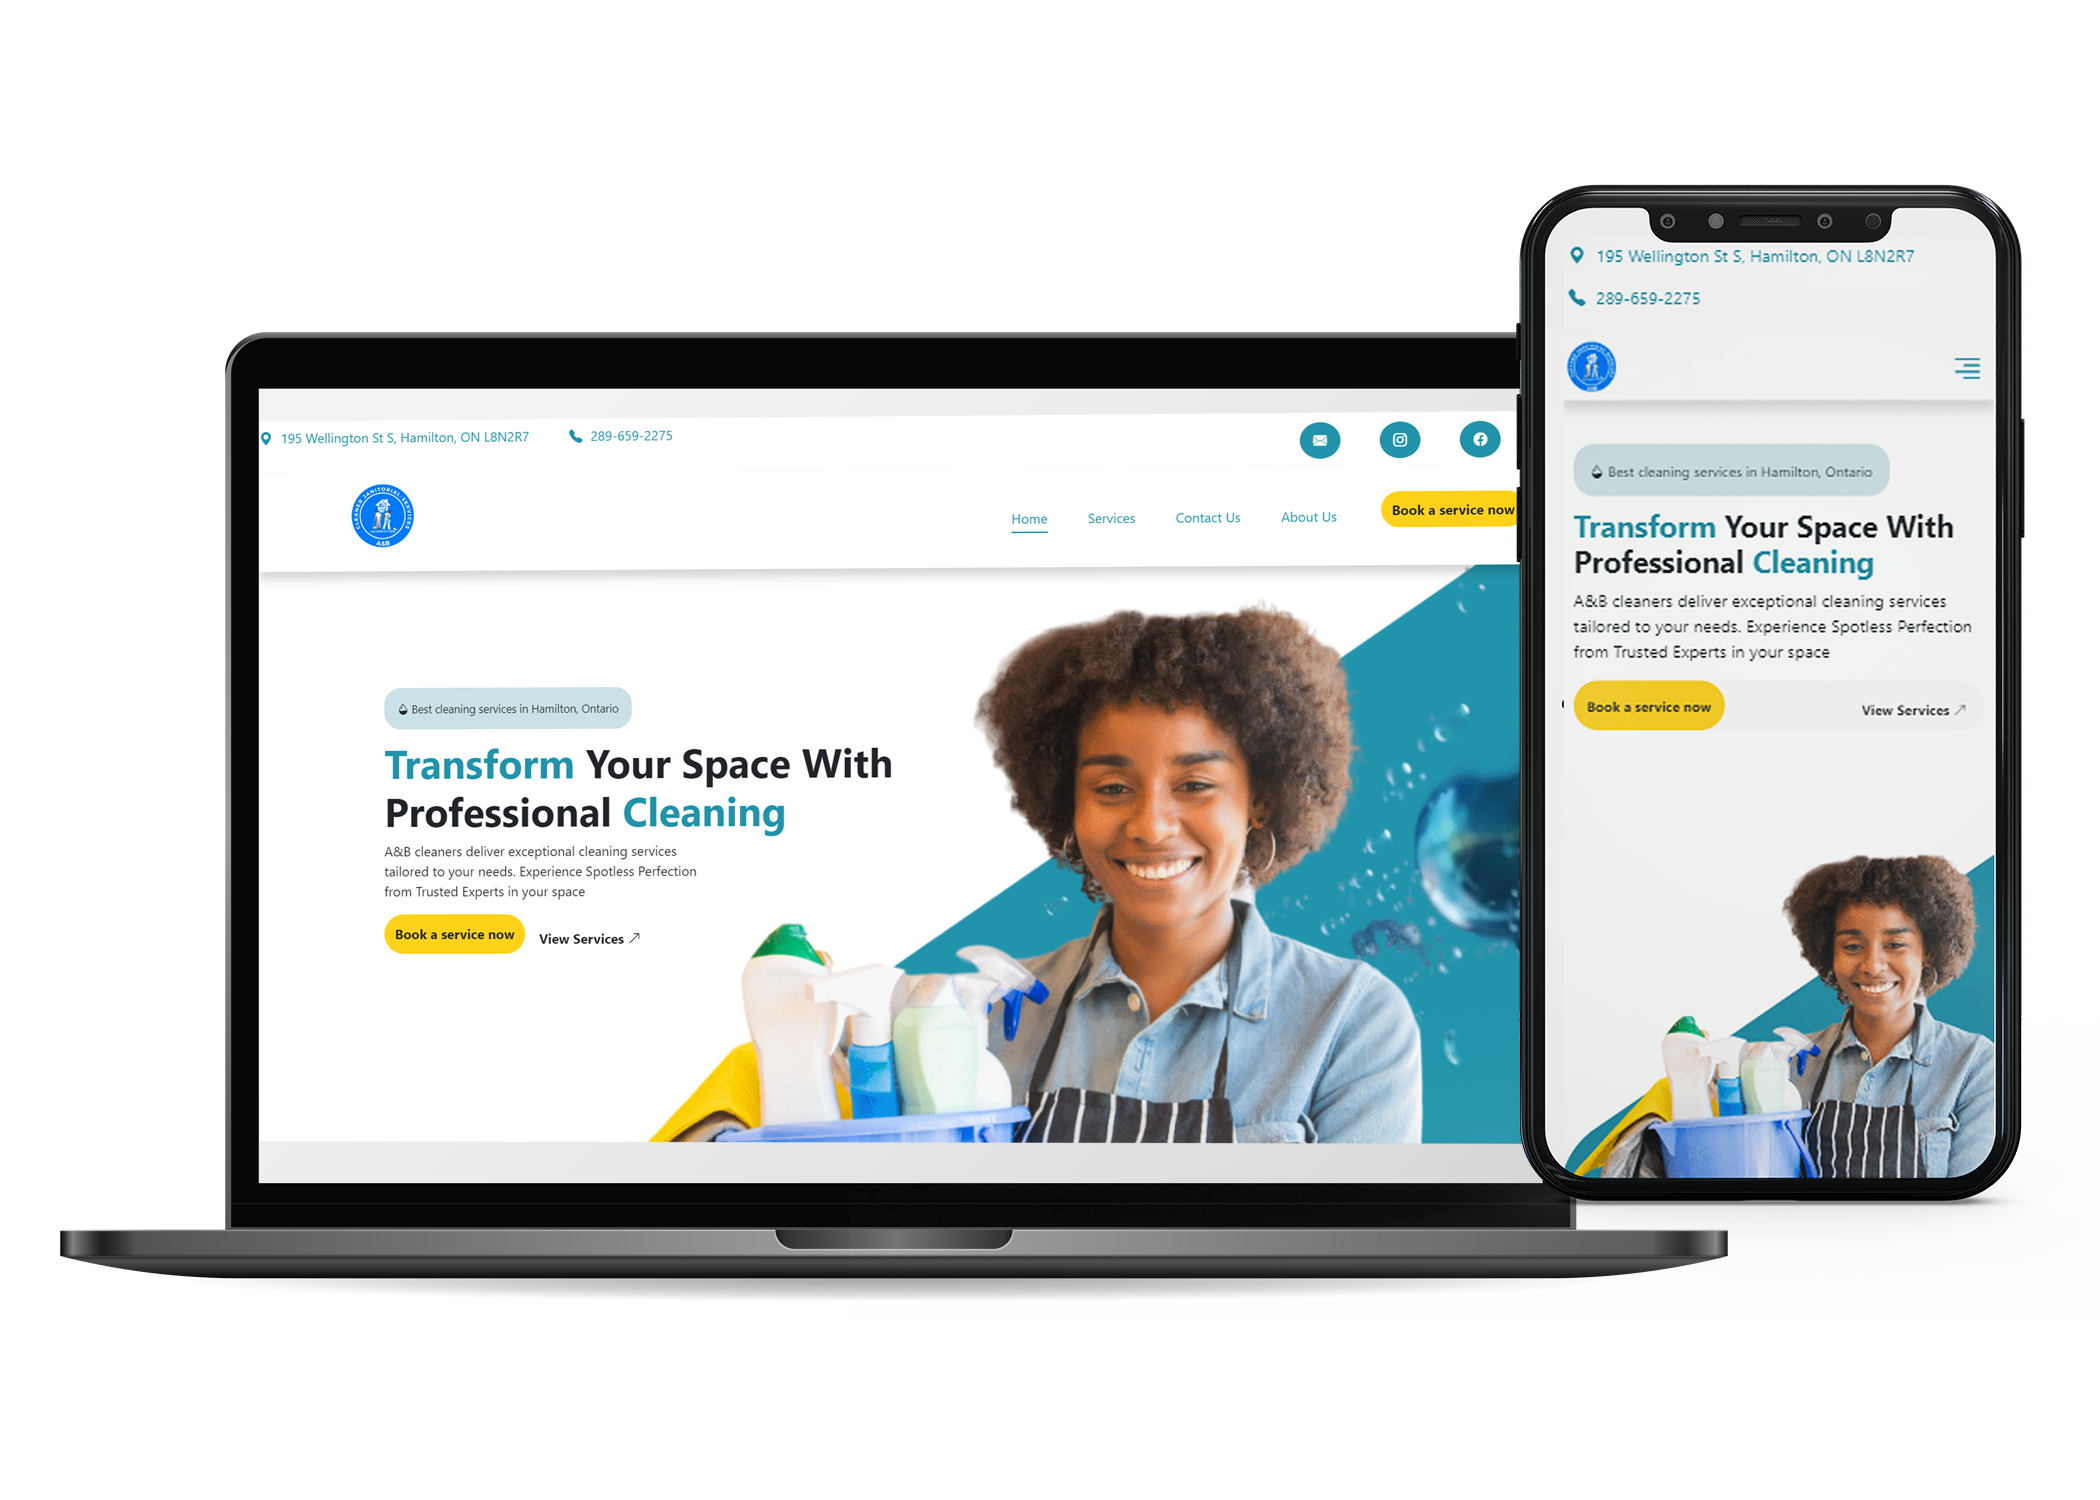 195 Wellington St S, Hamilton, ON L8N2R7
289-659-2275
CLEANER JANITORIAL SERVICES
A&B
Home
Services
Contact Us
About Us
Book a service now
Best cleaning services in Hamilton, Ontario
Transform Your Space With
Professional Cleaning
A&B cleaners deliver exceptional cleaning services
tailored to your needs. Experience Spotless Perfection
from Trusted Experts in your space
Book a service now
View Services
195 Wellington St S, Hamilton, ON L8N2R7
289-659-2275
Best cleaning services in Hamilton, Ontario
Transform Your Space With
Professional Cleaning
A&B cleaners deliver exceptional cleaning services
tailored to your needs. Experience Spotless Perfection
from Trusted Experts in your space
Book a service now
View Services